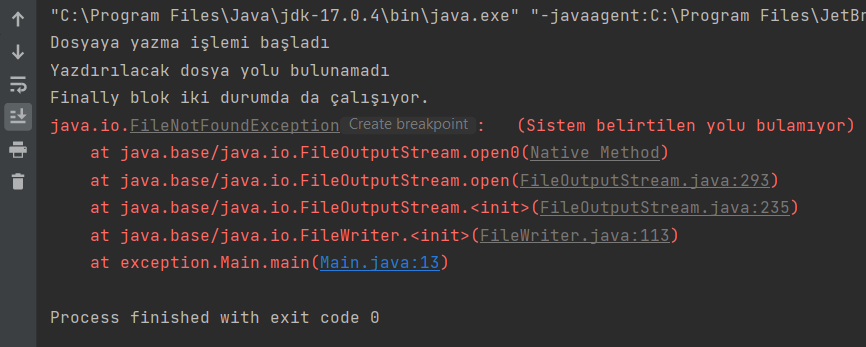 "C:\Program Files\Java\jdk-17.0.4\bin\java.exe" "-javaagent:C:\Program Files\JetBr
Dosyaya yazma işlemi başladı
Yazdırılacak dosya yolu bulunamadı
Finally blok iki durumda da çalışıyor.
java.io.FileNotFoundException Create breakpoint :   (Sistem belirtilen yolu bulamıyor)
    at java.base/java.io.FileOutputStream.open0(Native Method)
    at java.base/java.io.FileOutputStream.open(FileOutputStream.java:293)
    at java.base/java.io.FileOutputStream.<init>(FileOutputStream.java:235)
    at java.base/java.io.FileWriter.<init>(FileWriter.java:113)
    at exception.Main.main(Main.java:13)
Process finished with exit code 0